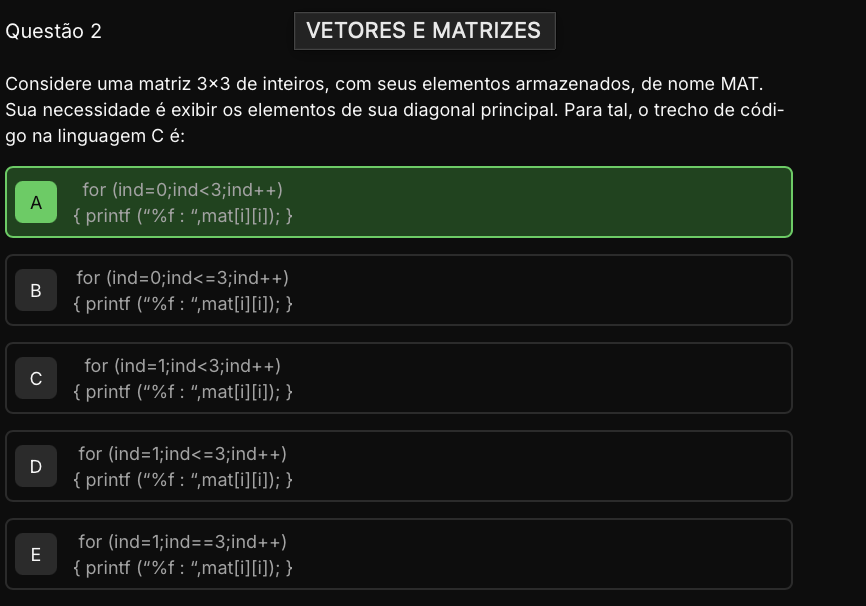 Questão 2
VETORES E MATRIZES
Considere uma matriz 3×3 de inteiros, com seus elementos armazenados, de nome MAT.
Sua necessidade é exibir os elementos de sua diagonal principal. Para tal, o trecho de códi-
go na linguagem C é:
A
for (ind=0;ind<3;ind++)
{ printf (“%f : “,mat[i][i]); }
B
for (ind=0;ind<=3;ind++)
{ printf (“%f : “,mat[i][i]); }
C
for (ind=1;ind<3;ind++)
{ printf (“%f : “,mat[i][i]); }
D
for (ind=1;ind<=3;ind++)
{ printf (“%f : “,mat[i][i]); }
E
for (ind=1;ind==3;ind++)
{ printf (“%f : “,mat[i][i]); }